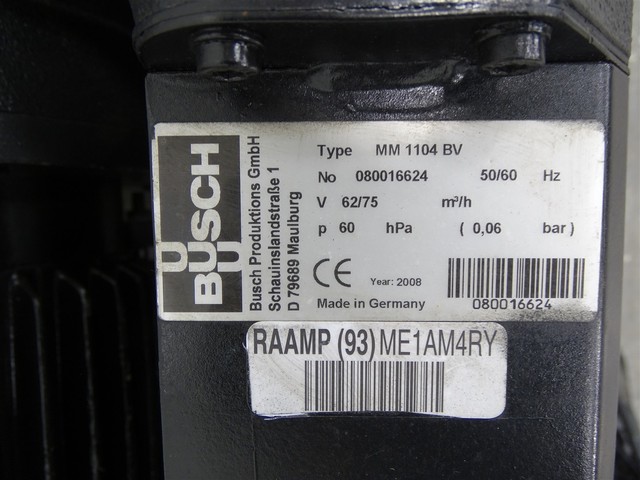 BUSCH
Busch Produktions GmbH
Schauinslandstraße 1
D 79689 Maulburg
Type MM 1104 BV
No 080016624 50/60 Hz
V 62/75 m³/h
p 60 hPa ( 0,06 bar)
CE Year: 2008
Made in Germany 080016624
RAAMP (93) ME1AM4RY